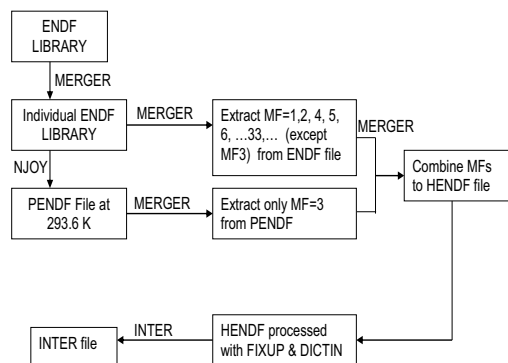 ENDF
LIBRARY
MERGER
Individual ENDF
LIBRARY
MERGER
Extract MF=1,2, 4, 5,
6, …33,… (except
MF3) from ENDF file
MERGER
NJOY
PENDF File at
293.6 K
MERGER
Extract only MF=3
from PENDF
Combine MFs
to HENDF file
HENDF processed
with FIXUP & DICTIN
INTER
INTER file